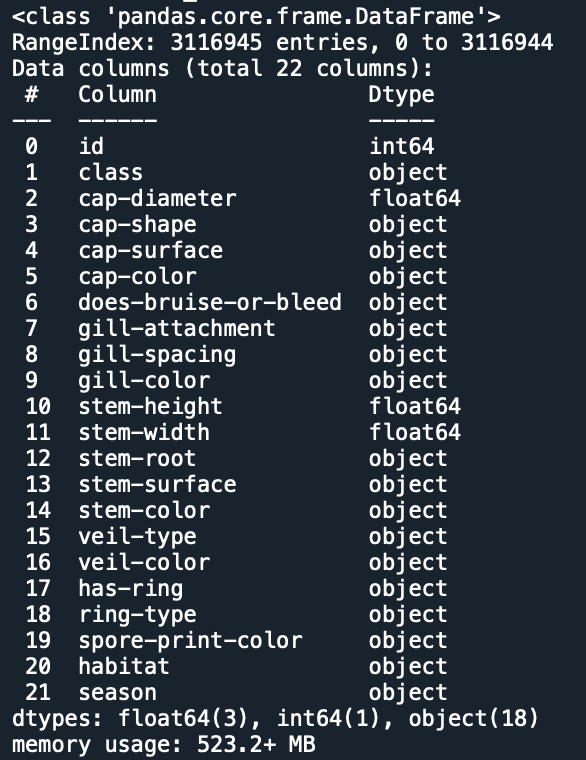 <class 'pandas.core.frame.DataFrame'>
RangeIndex: 3116945 entries, 0 to 3116944
Data columns (total 22 columns):
 #   Column                Dtype
---  ------                -----
 0   id                    int64
 1   class                 object
 2   cap-diameter          float64
 3   cap-shape             object
 4   cap-surface           object
 5   cap-color             object
 6   does-bruise-or-bleed  object
 7   gill-attachment       object
 8   gill-spacing          object
 9   gill-color            object
 10  stem-height           float64
 11  stem-width            float64
 12  stem-root             object
 13  stem-surface          object
 14  stem-color            object
 15  veil-type             object
 16  veil-color            object
 17  has-ring              object
 18  ring-type             object
 19  spore-print-color     object
 20  habitat               object
 21  season                object
dtypes: float64(3), int64(1), object(18)
memory usage: 523.2+ MB